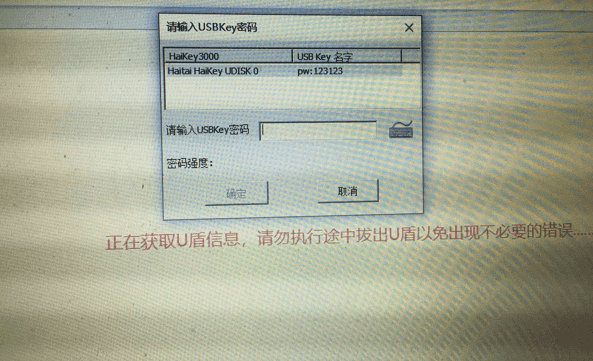 请输入USBKey密码
HaiKey3000 USB Key 名字
Haitai HaiKey UDISK 0 pw:123123
请输入USBKey密码
密码强度：
确定 取消
正在获取U盾信息，请勿执行途中拔出U盾以免出现不必要的错误......